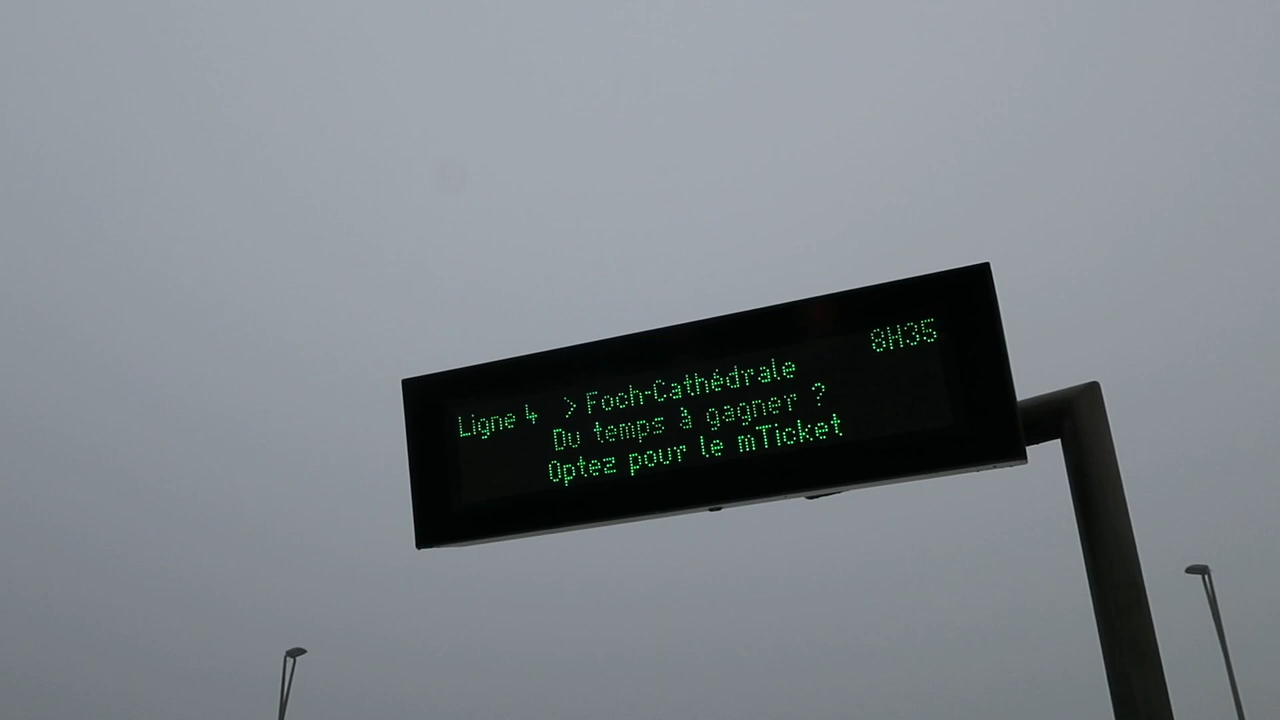 8H35
Ligne 4 > Foch-Cathédrale
Du temps à gagner ?
Optez pour le mTicket